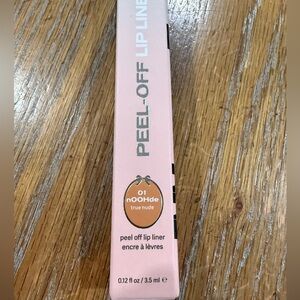 PEEL-OFF LIP LINE
01
nOOHde
true nude
peel off lip liner
encre à lèvres
0.12 fl oz / 3.5 ml e